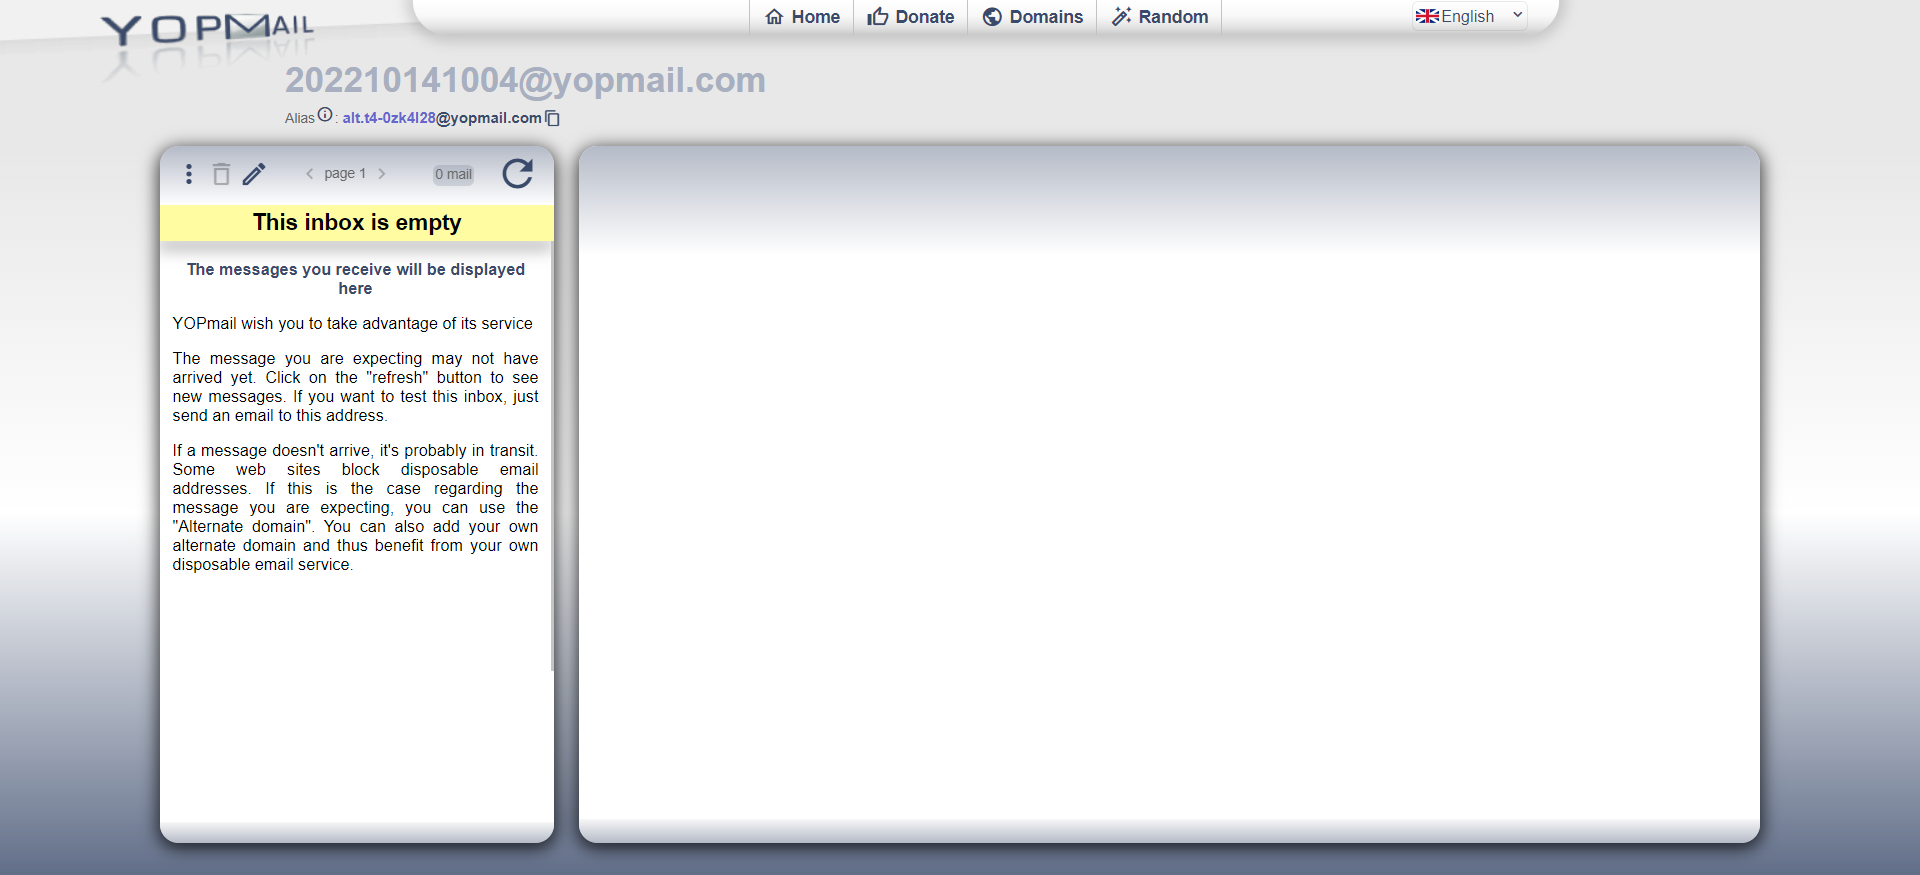 YOPMAIL
Home
Donate
Domains
Random
English
202210141004@yopmail.com
Alias : alt.t4-0zk4l28@yopmail.com
page 1
0 mail
This inbox is empty
The messages you receive will be displayed
here
YOPmail wish you to take advantage of its service
The message you are expecting may not have
arrived yet. Click on the "refresh" button to see
new messages. If you want to test this inbox, just
send an email to this address.
If a message doesn't arrive, it's probably in transit.
Some web sites block disposable email
addresses. If this is the case regarding the
message you are expecting, you can use the
"Alternate domain". You can also add your own
alternate domain and thus benefit from your own
disposable email service.